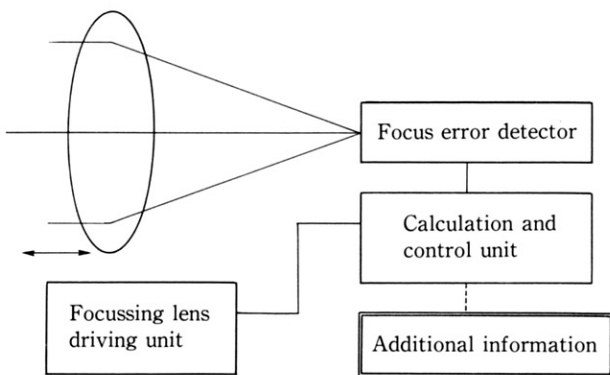 Focus error detector
Calculation and
control unit
Focussing lens
driving unit
Additional information